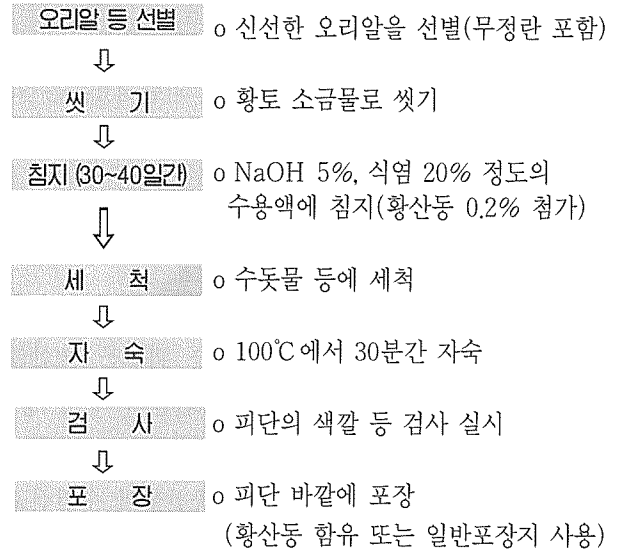 오리알 등 선별 o 신선한 오리알을 선별(무정란 포함)
⇩
씻 기 o 황토 소금물로 씻기
⇩
침지 (30~40일간) o NaOH 5%, 식염 20% 정도의
수용액에 침지(황산동 0.2% 첨가)
⇩
세 척 o 수돗물 등에 세척
⇩
자 숙 o 100℃에서 30분간 자숙
⇩
검 사 o 피단의 색깔 등 검사 실시
⇩
포 장 o 피단 바깥에 포장
(황산동 함유 또는 일반포장지 사용)